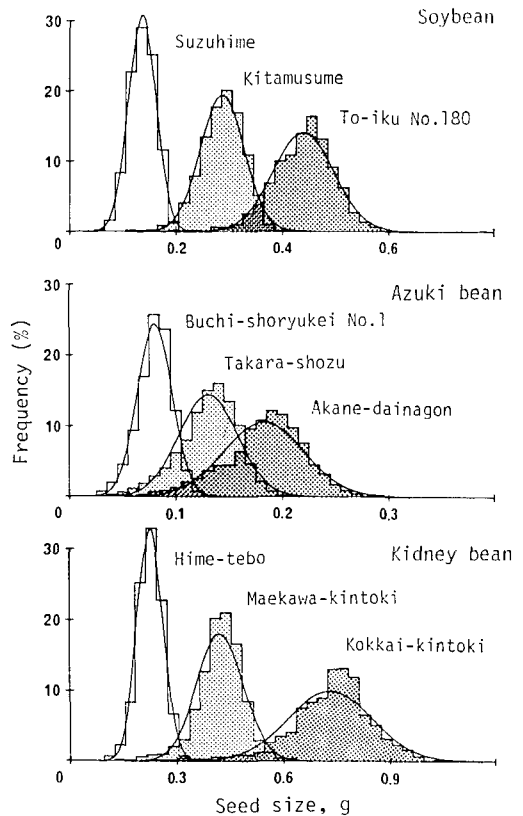 Soybean
30
Suzuhime
Kitamusume
20
To-iku No.180
10
0 0.2 0.4 0.6
Azuki bean
30
Buchi-shoryukei No.1
Takara-shozu
20
Akane-dainagon
10
0 0.1 0.2 0.3
Frequency (%)
Kidney bean
30
Hime-tebo
Maekawa-kintoki
20
Kokkai-kintoki
10
0 0.3 0.6 0.9
Seed size, g